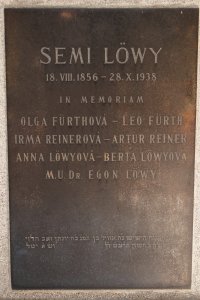 SEMI LÖWY
18.VIII.1856 – 28.X.1938
IN MEMORIAM
OLGA FÜRTHOVÁ – LEO FÜRTH
IRMA REINEROVÁ – ARTUR REINER
ANNA LÖWYOVÁ – BERTA LÖWYOVÁ
M.U.DR. EGON LÖWY